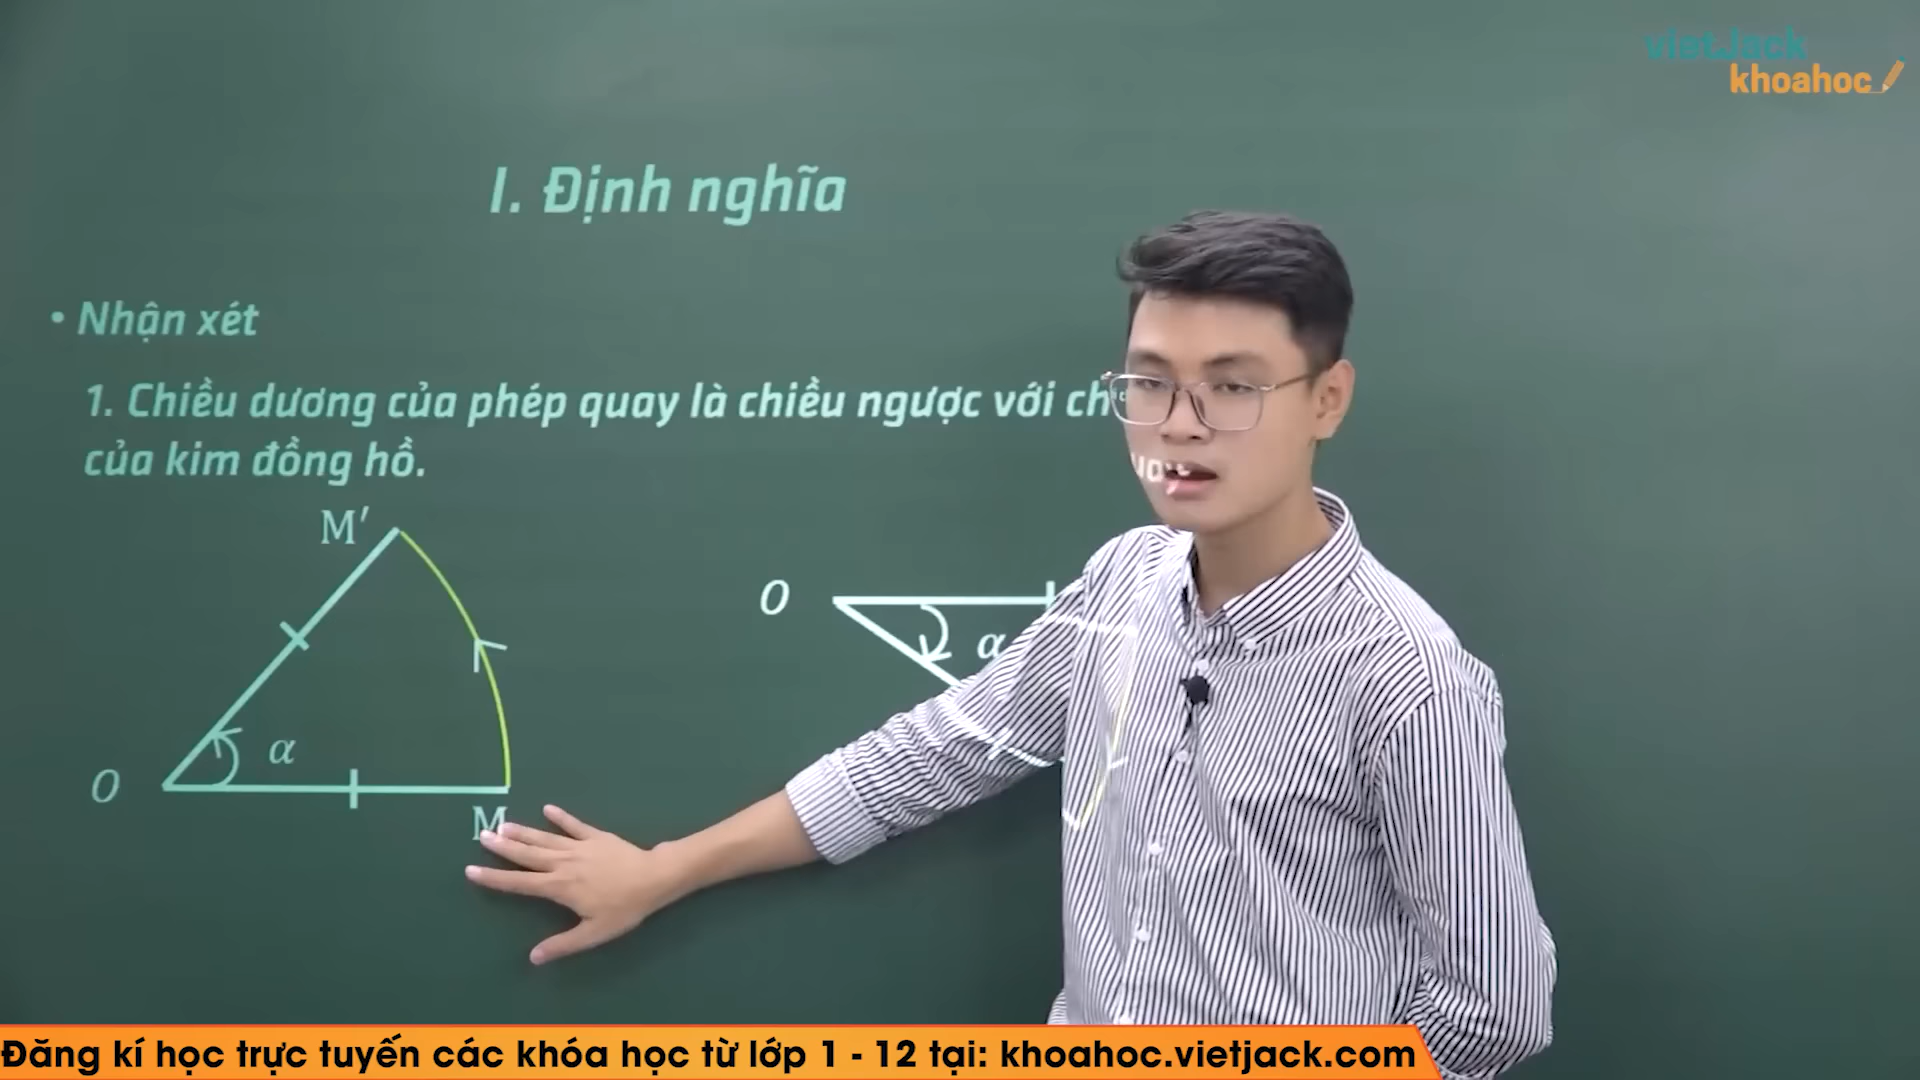 vietJack
khoahoc
I. Định nghĩa
• Nhận xét
1. Chiều dương của phép quay là chiều ngược với
của kim đồng hồ.
M'
O
α
M
O
α
Đăng kí học trực tuyến các khóa học từ lớp 1 - 12 tại: khoahoc.vietjack.com